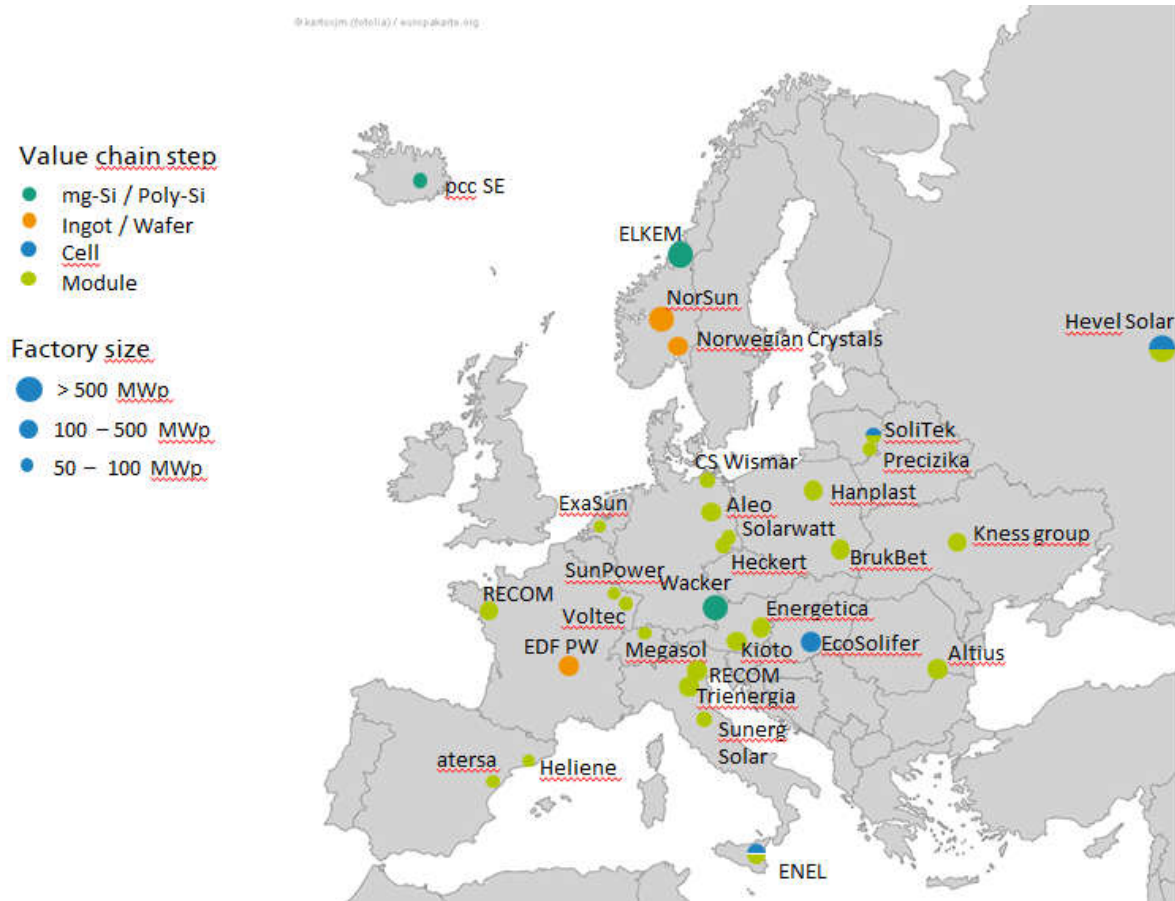 © kartoxjm (fotolia) / europakarte.org
Value chain step
mg-Si / Poly-Si
Ingot / Wafer
Cell
Module
Factory size
> 500 MWp
100 – 500 MWp
50 – 100 MWp
pcc SE
ELKEM
NorSun
Norwegian Crystals
Hevel Solar
SoliTek
Precizika
CS Wismar
Hanplast
Aleo
ExaSun
Solarwatt
Kness group
Heckert
BrukBet
SunPower
Wacker
RECOM
Voltec
Energetica
EDF PW
Megasol
Kioto
EcoSolifer
Altius
RECOM
Trienergia
Sunerg
Solar
atersa
Heliene
ENEL